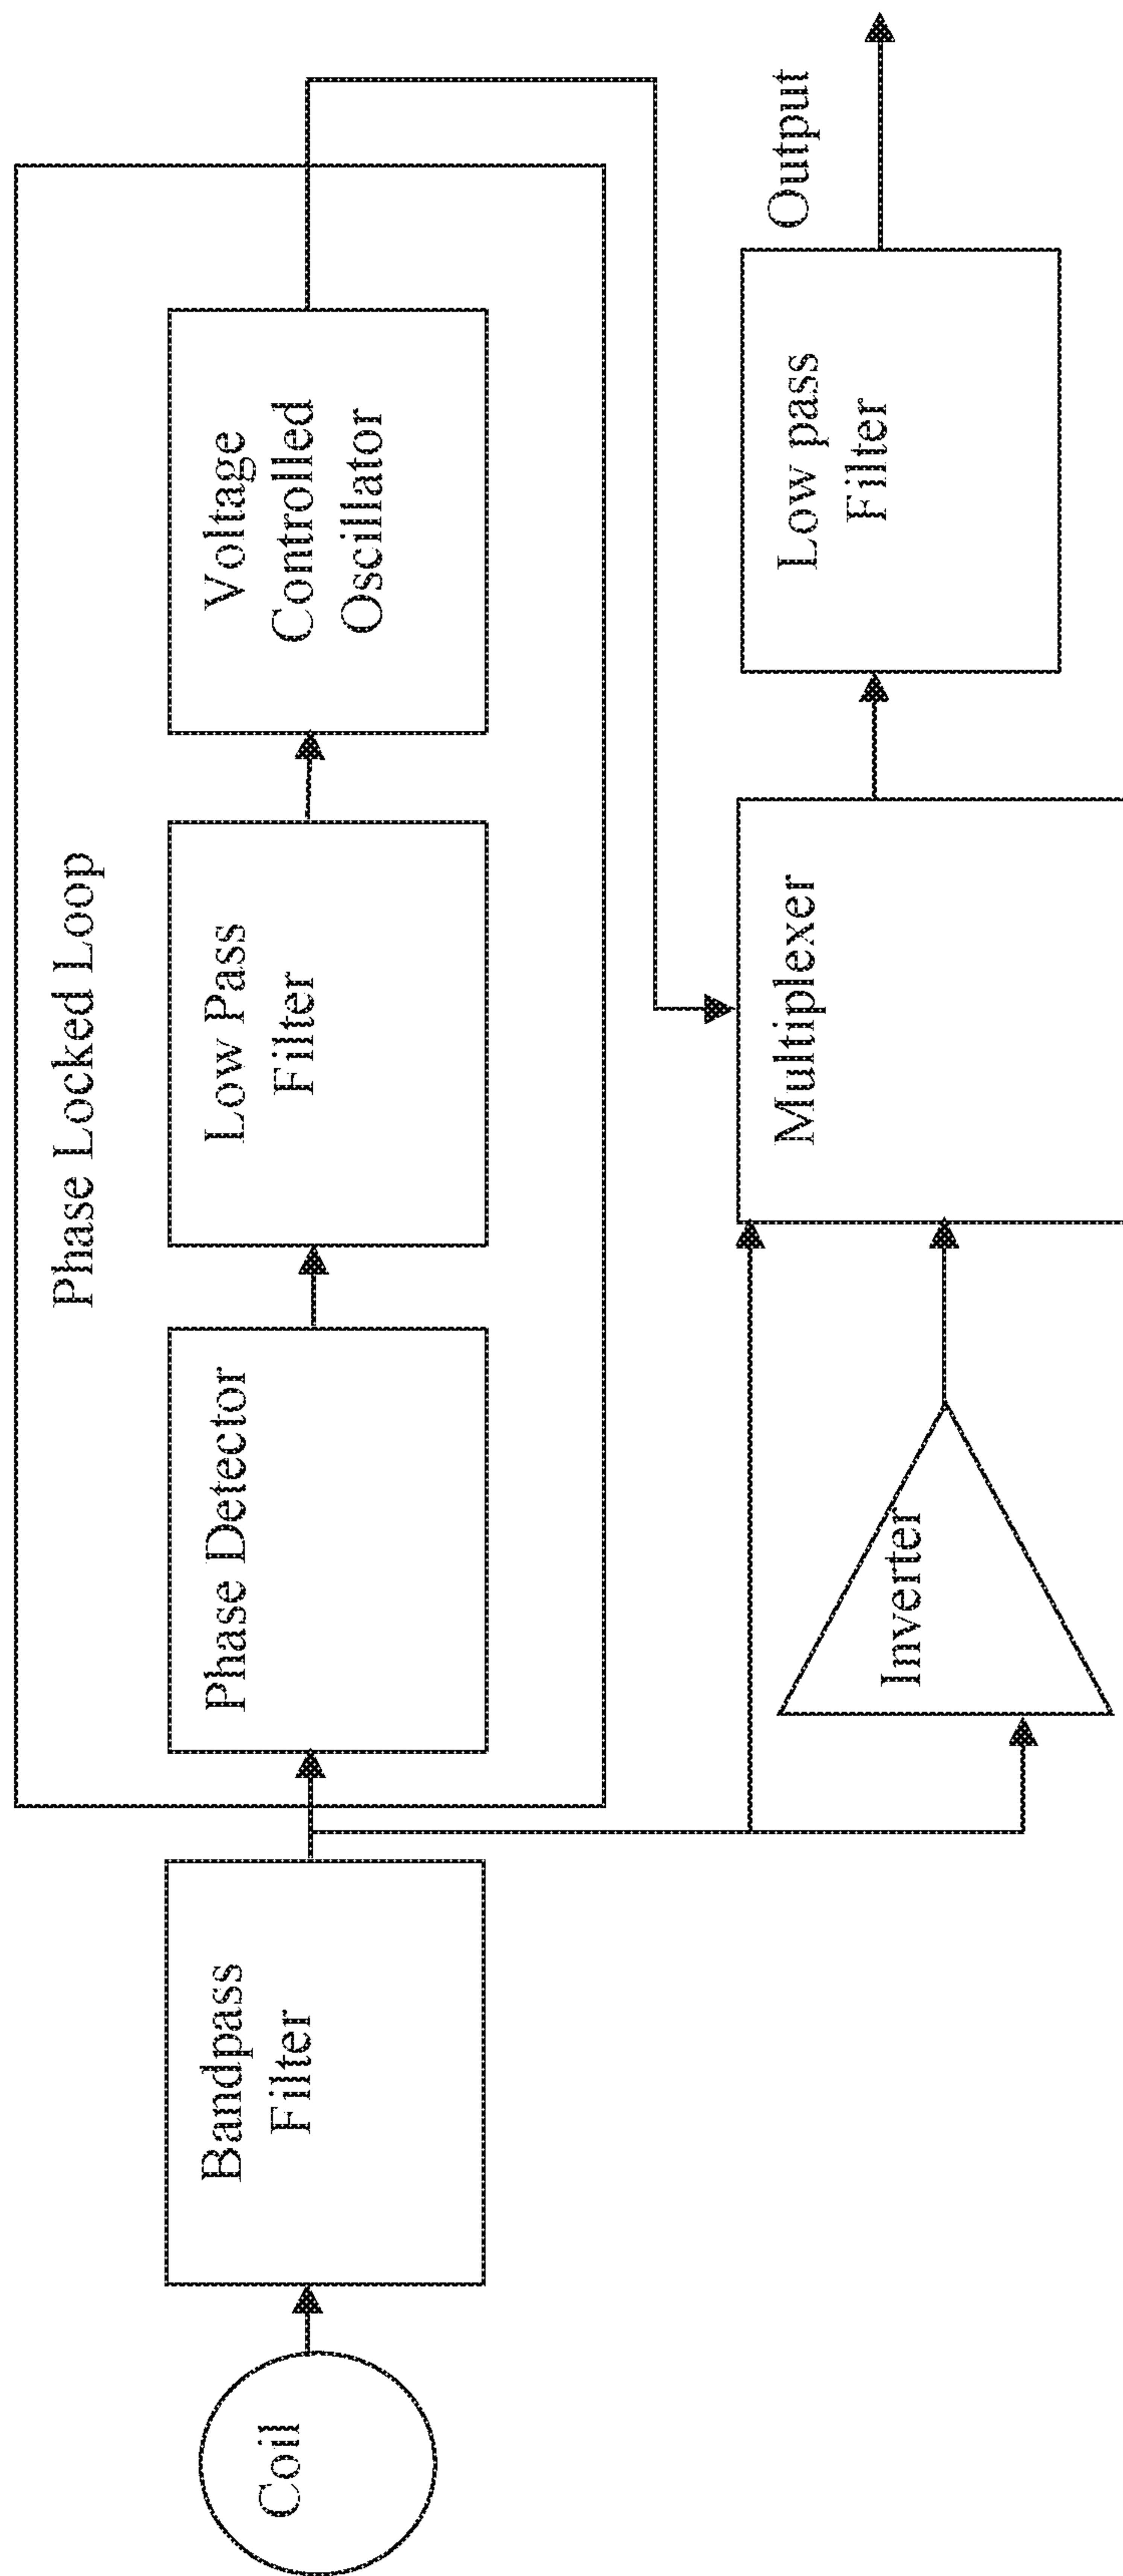 Phase Locked Loop
Coil
Bandpass
Filter
Phase Detector
Low Pass
Filter
Voltage
Controlled
Oscillator
Inverter
Multiplexer
Low pass
Filter
Output